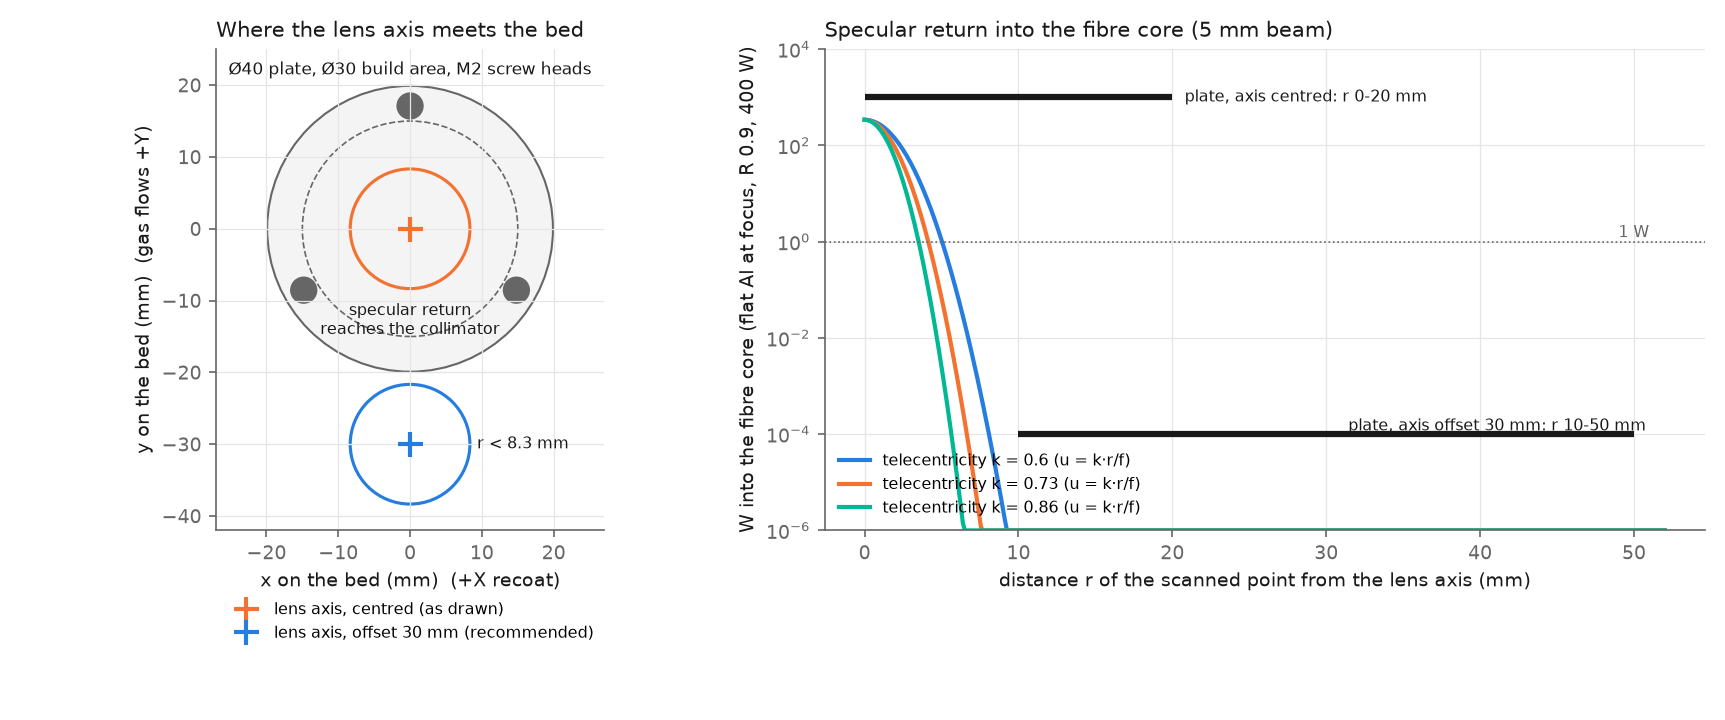 Where the lens axis meets the bed
Ø40 plate, Ø30 build area, M2 screw heads
y on the bed (mm)  (gas flows +Y)
20
10
0
−10
−20
−30
−40
specular return
reaches the collimator
r < 8.3 mm
−20
−10
0
10
20
x on the bed (mm)  (+X recoat)
lens axis, centred (as drawn)
lens axis, offset 30 mm (recommended)
Specular return into the fibre core (5 mm beam)
W into the fibre core (flat Al at focus, R 0.9, 400 W)
10⁴
10²
10⁰
10⁻²
10⁻⁴
10⁻⁶
plate, axis centred: r 0-20 mm
1 W
plate, axis offset 30 mm: r 10-50 mm
telecentricity k = 0.6 (u = k·r/f)
telecentricity k = 0.73 (u = k·r/f)
telecentricity k = 0.86 (u = k·r/f)
0
10
20
30
40
50
distance r of the scanned point from the lens axis (mm)